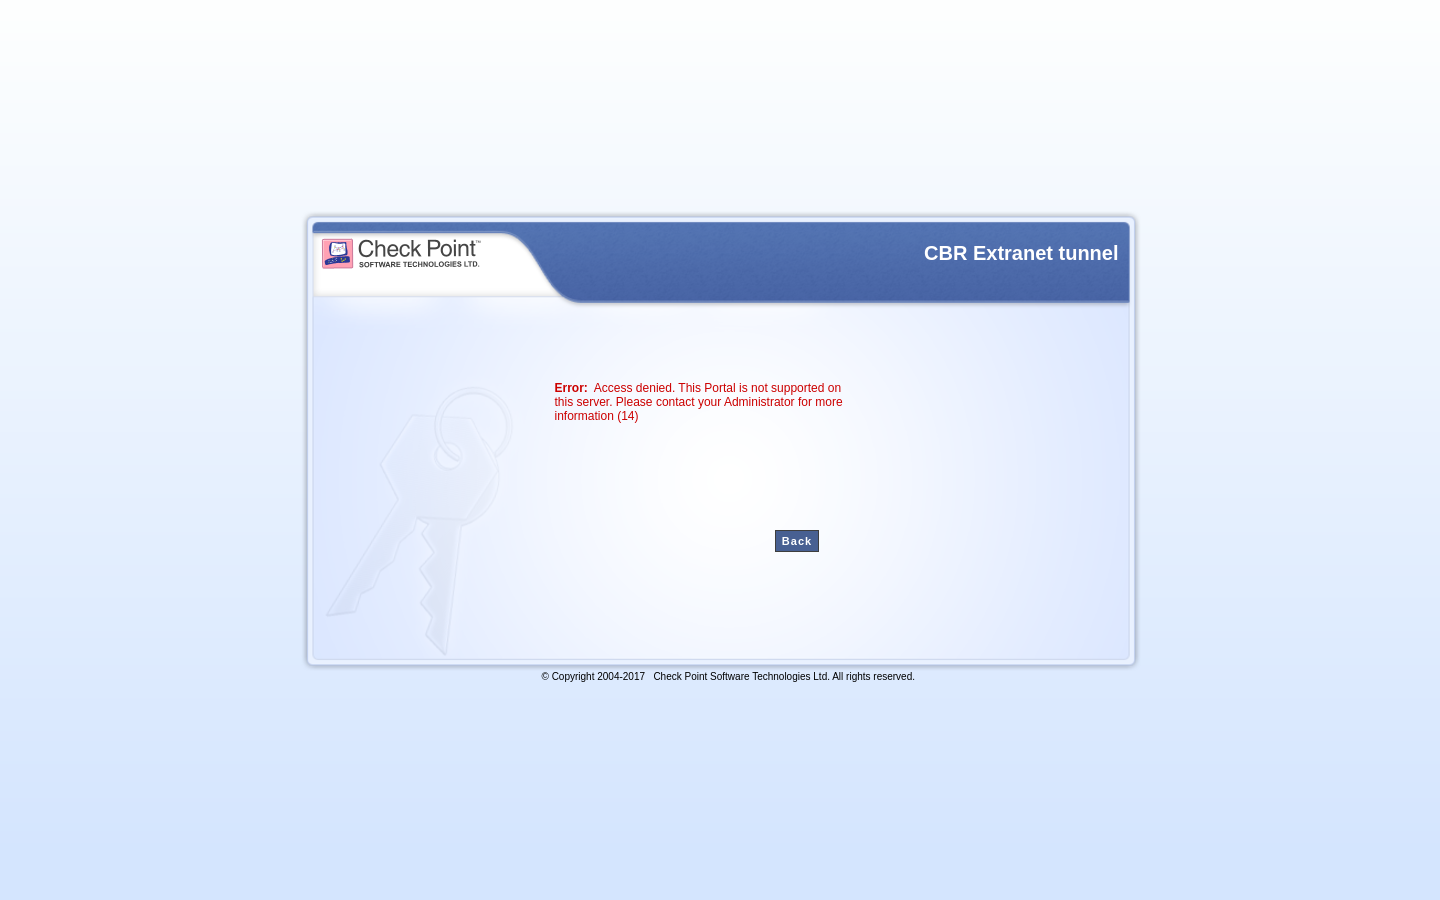 Check Point™
SOFTWARE TECHNOLOGIES LTD.
CBR Extranet tunnel
Error:  Access denied. This Portal is not supported on
this server. Please contact your Administrator for more
information (14)
Back
© Copyright 2004-2017   Check Point Software Technologies Ltd. All rights reserved.